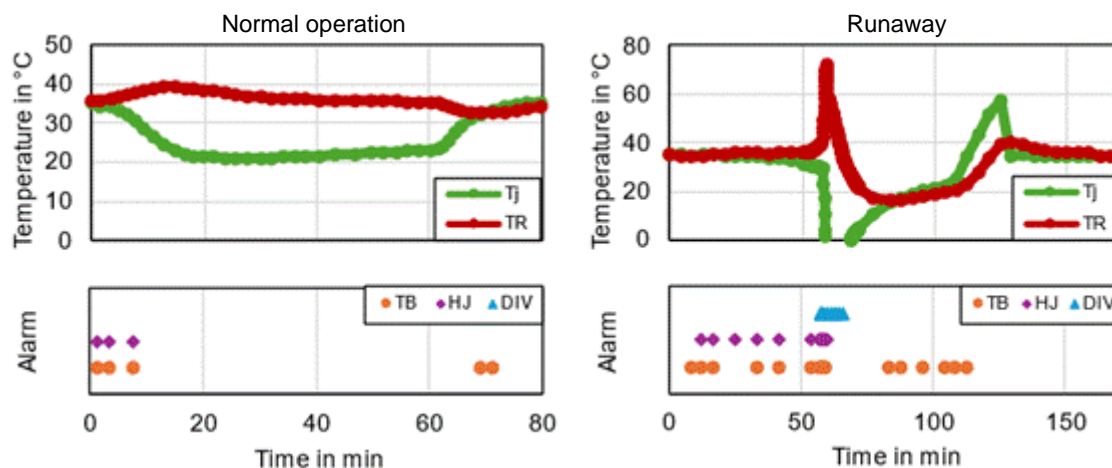 Normal operation
Temperature in °C
50
40
30
20
10
0
Tj
TR
Alarm
TB HJ DIV
0 20 40 60 80
Time in min
Runaway
Temperature in °C
80
60
40
20
0
Tj
TR
Alarm
TB HJ DIV
0 50 100 150
Time in min